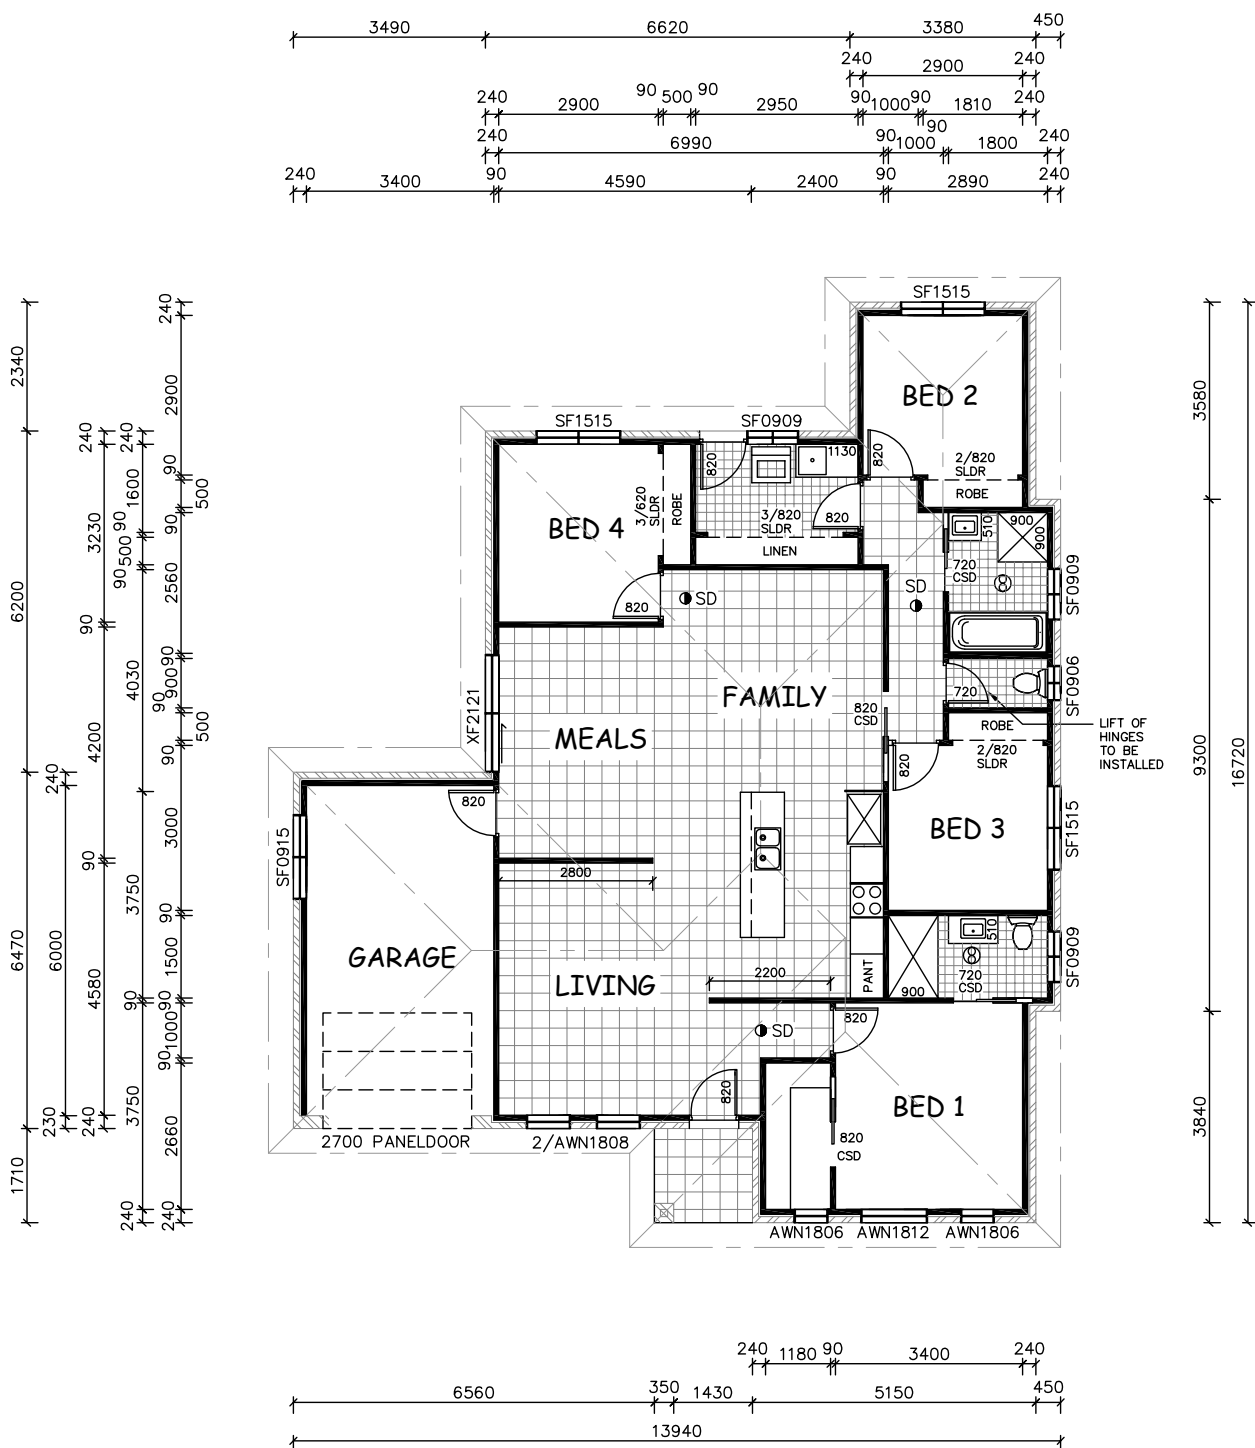 3490 6620 3380 450
240 2900 240
240 2900 90 500 90 2950 90 1000 90 1810 240
240 6990 90 1000 90 1800 240
240 3400 90 4590 2400 90 2890 240
2340
6200
6470
1710
240
6000
230
240
3230
90
4200
90
4580
240
240
1600
90
500
90
4030
3750
90
3750
240
240
2900
90
500
90
2560
90
900
90
500
90
3000
90
1500
90
1000
90
2660
240
SF1515
BED 2
820
2/820
SLDR
ROBE
SF1515
SF0909
BED 4
3/620
SLDR
ROBE
820
1130
820
3/820
SLDR
LINEN
820
SD
SD
510
900
900
720
CSD
SF0909
SF0906
720
LIFT OF
HINGES
TO BE
INSTALLED
XF2121
MEALS
FAMILY
820
CSD
ROBE
2/820
SLDR
820
BED 3
SF1515
SF0915
820
2800
GARAGE
LIVING
2200
PANT
900
510
720
CSD
SF0909
SD
820
820
BED 1
820
CSD
2700 PANELDOOR
2/AWN1808
AWN1806 AWN1812 AWN1806
3580
9300
3840
16720
240 1180 90 3400 240
6560 350 1430 5150 450
13940